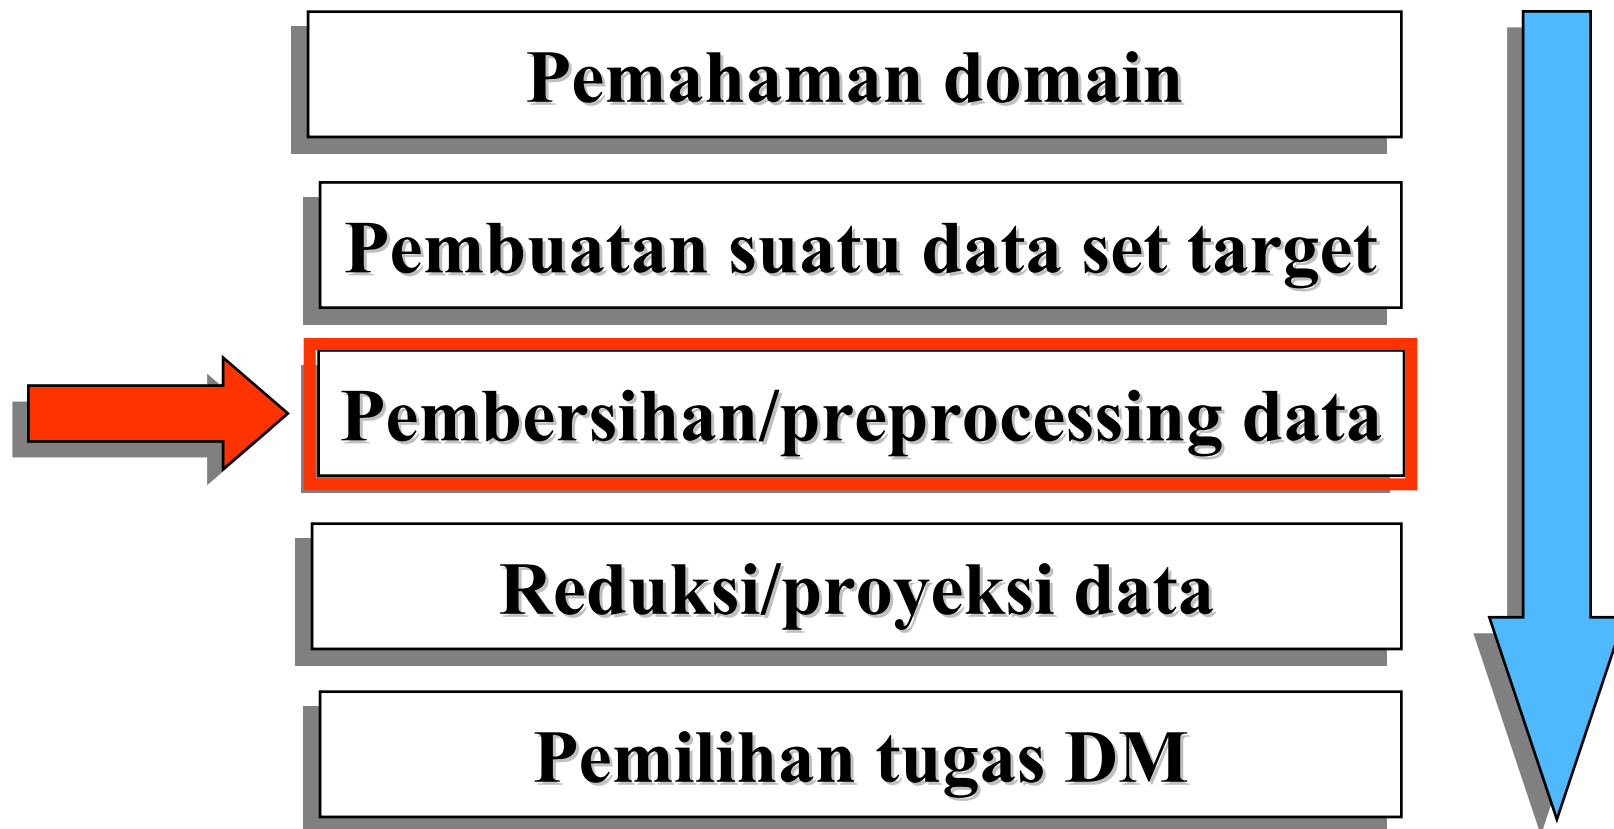 Pemahaman domain
Pembuatan suatu data set target
Pembersihan/preprocessing data
Reduksi/proyeksi data
Pemilihan tugas DM